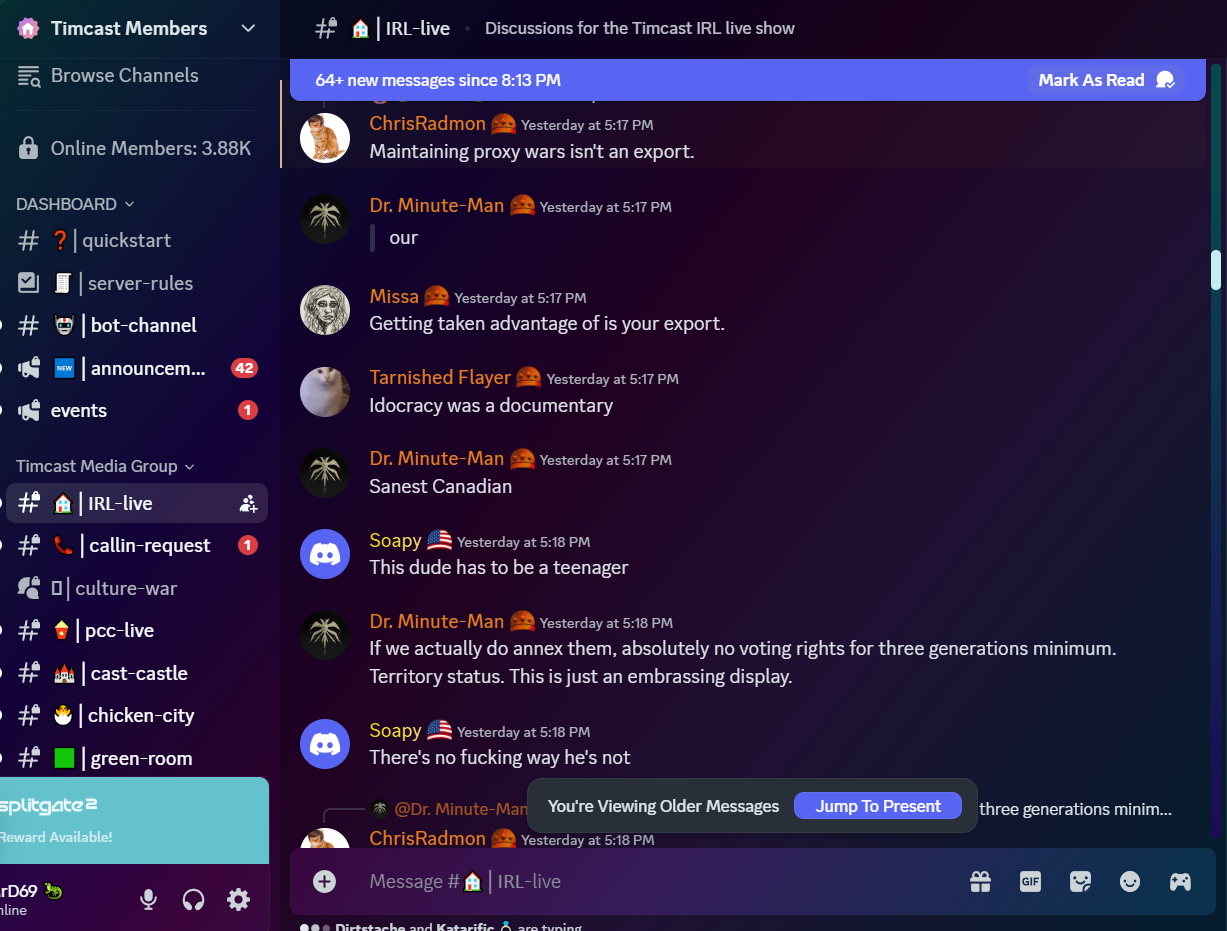 Timcast Members
Browse Channels
Online Members: 3.88K
DASHBOARD
❓ | quickstart
server-rules
bot-channel
NEW | announcem... 42
events 1
Timcast Media Group
IRL-live
callin-request 1
culture-war
pcc-live
cast-castle
chicken-city
green-room
splitgate2
Reward Available!
rD69
nline
IRL-live • Discussions for the Timcast IRL live show
64+ new messages since 8:13 PM Mark As Read
ChrisRadmon Yesterday at 5:17 PM
Maintaining proxy wars isn't an export.
Dr. Minute-Man Yesterday at 5:17 PM
our
Missa Yesterday at 5:17 PM
Getting taken advantage of is your export.
Tarnished Flayer Yesterday at 5:17 PM
Idocracy was a documentary
Dr. Minute-Man Yesterday at 5:17 PM
Sanest Canadian
Soapy Yesterday at 5:18 PM
This dude has to be a teenager
Dr. Minute-Man Yesterday at 5:18 PM
If we actually do annex them, absolutely no voting rights for three generations minimum.
Territory status. This is just an embrassing display.
Soapy Yesterday at 5:18 PM
There's no fucking way he's not
@Dr. Minute-Man three generations minim...
You're Viewing Older Messages Jump To Present
ChrisRadmon Yesterday at 5:18 PM
Message # | IRL-live
GIF
Dirtstache and Katarific are typing